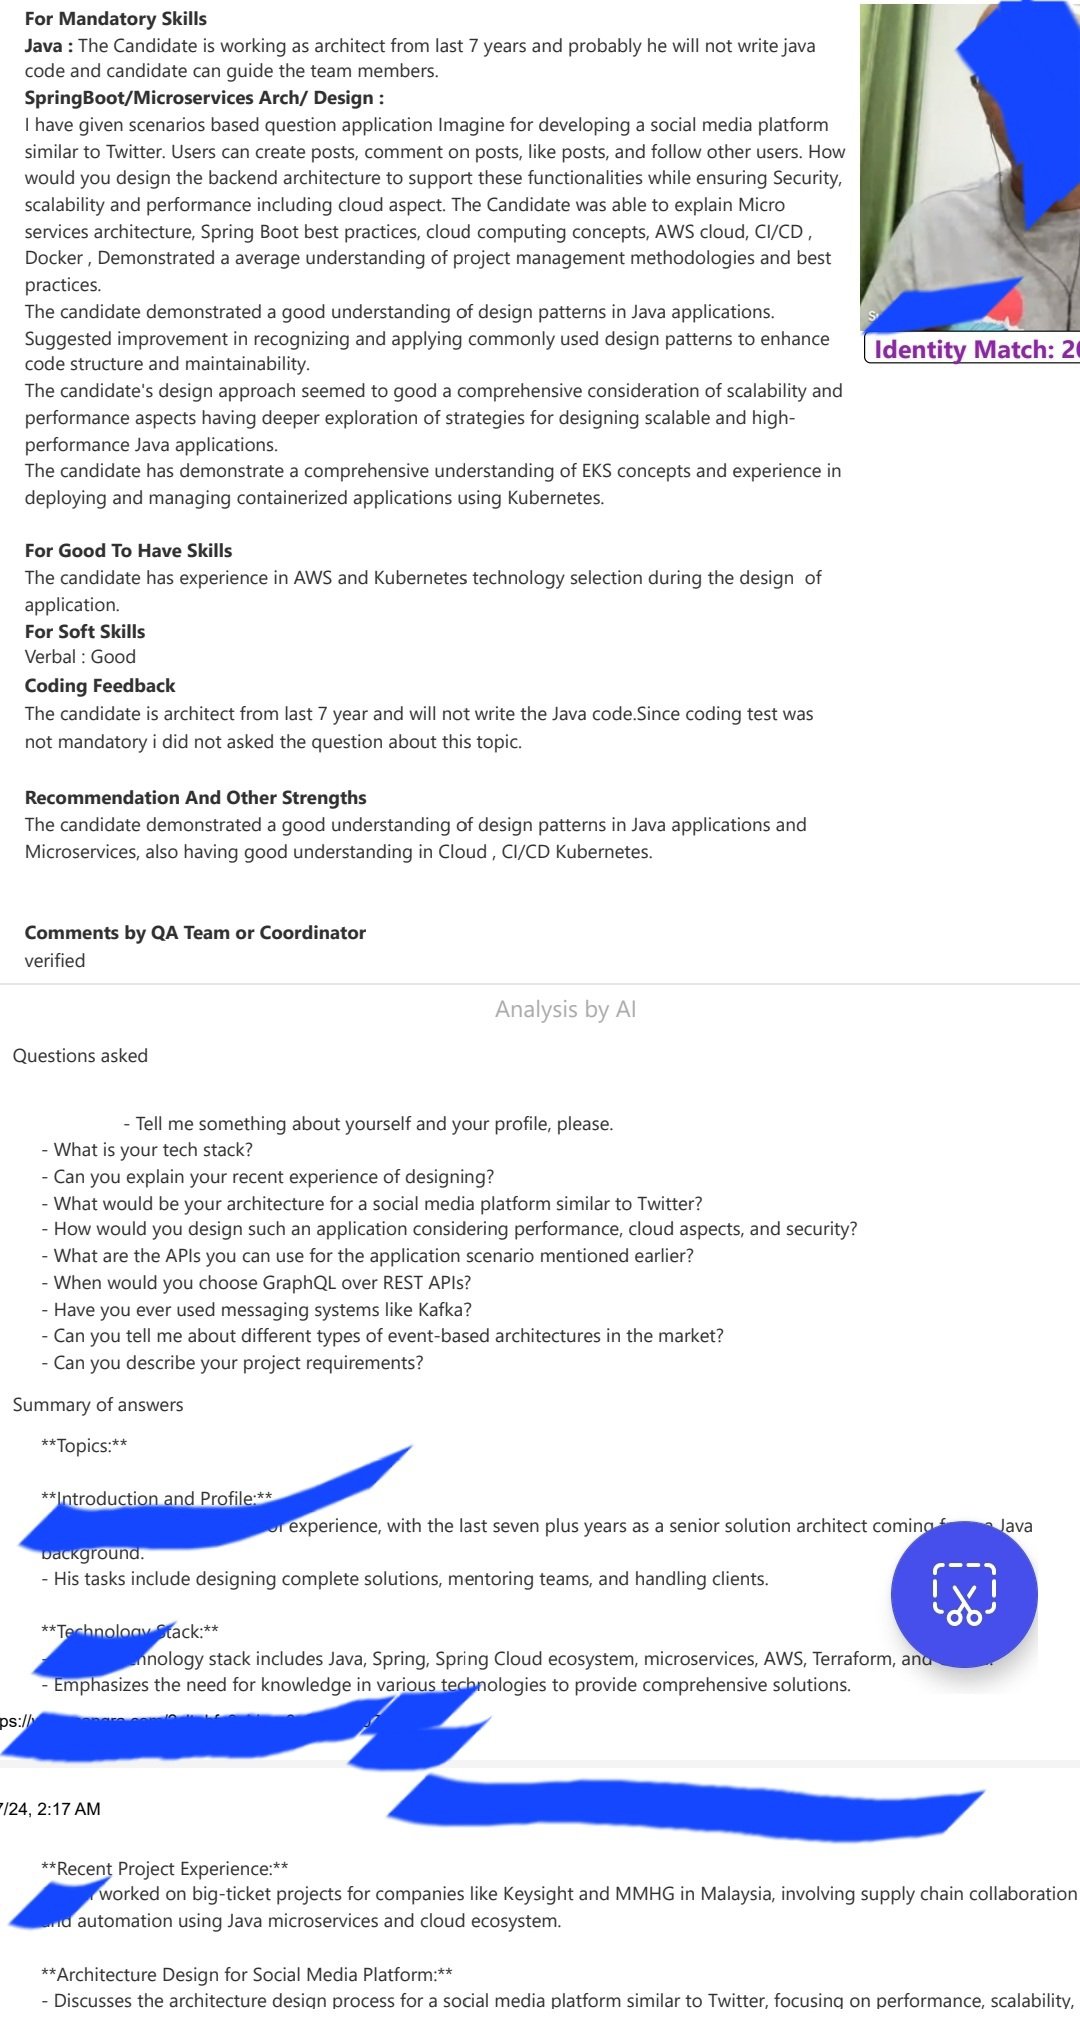 For Mandatory Skills
Java : The Candidate is working as architect from last 7 years and probably he will not write java
code and candidate can guide the team members.
SpringBoot/Microservices Arch/ Design :
I have given scenarios based question application Imagine for developing a social media platform
similar to Twitter. Users can create posts, comment on posts, like posts, and follow other users. How
would you design the backend architecture to support these functionalities while ensuring Security,
scalability and performance including cloud aspect. The Candidate was able to explain Micro
services architecture, Spring Boot best practices, cloud computing concepts, AWS cloud, CI/CD ,
Docker , Demonstrated a average understanding of project management methodologies and best
practices.
The candidate demonstrated a good understanding of design patterns in Java applications.
Suggested improvement in recognizing and applying commonly used design patterns to enhance
code structure and maintainability.
The candidate's design approach seemed to good a comprehensive consideration of scalability and
performance aspects having deeper exploration of strategies for designing scalable and high-
performance Java applications.
The candidate has demonstrate a comprehensive understanding of EKS concepts and experience in
deploying and managing containerized applications using Kubernetes.
Identity Match: 20
For Good To Have Skills
The candidate has experience in AWS and Kubernetes technology selection during the design of
application.
For Soft Skills
Verbal : Good
Coding Feedback
The candidate is architect from last 7 year and will not write the Java code.Since coding test was
not mandatory i did not asked the question about this topic.
Recommendation And Other Strengths
The candidate demonstrated a good understanding of design patterns in Java applications and
Microservices, also having good understanding in Cloud , CI/CD Kubernetes.
Comments by QA Team or Coordinator
verified
Analysis by AI
Questions asked
- Tell me something about yourself and your profile, please.
- What is your tech stack?
- Can you explain your recent experience of designing?
- What would be your architecture for a social media platform similar to Twitter?
- How would you design such an application considering performance, cloud aspects, and security?
- What are the APIs you can use for the application scenario mentioned earlier?
- When would you choose GraphQL over REST APIs?
- Have you ever used messaging systems like Kafka?
- Can you tell me about different types of event-based architectures in the market?
- Can you describe your project requirements?
Summary of answers
**Topics:**
**Introduction and Profile:**
of experience, with the last seven plus years as a senior solution architect coming Java
background.
- His tasks include designing complete solutions, mentoring teams, and handling clients.
**Technology Stack:**
stack includes Java, Spring, Spring Cloud ecosystem, microservices, AWS, Terraform, and
- Emphasizes the need for knowledge in various technologies to provide comprehensive solutions.
7/24, 2:17 AM
**Recent Project Experience:**
worked on big-ticket projects for companies like Keysight and MMHG in Malaysia, involving supply chain collaboration
and automation using Java microservices and cloud ecosystem.
**Architecture Design for Social Media Platform:**
- Discusses the architecture design process for a social media platform similar to Twitter, focusing on performance, scalability,